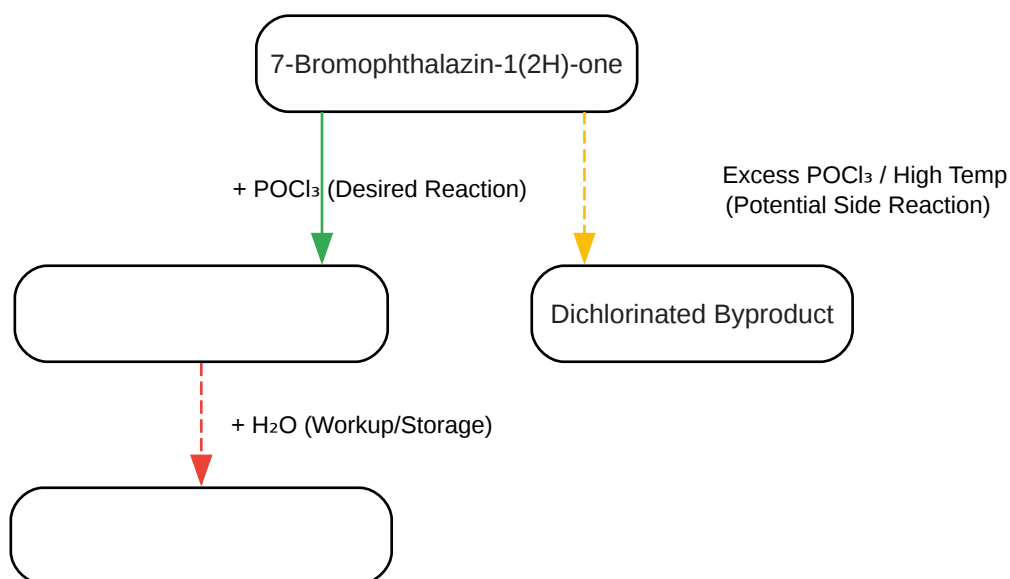 7-Bromophthalazin-1(2H)-one
+ POCl₃ (Desired Reaction)
Excess POCl₃ / High Temp
(Potential Side Reaction)
Dichlorinated Byproduct
+ H₂O (Workup/Storage)